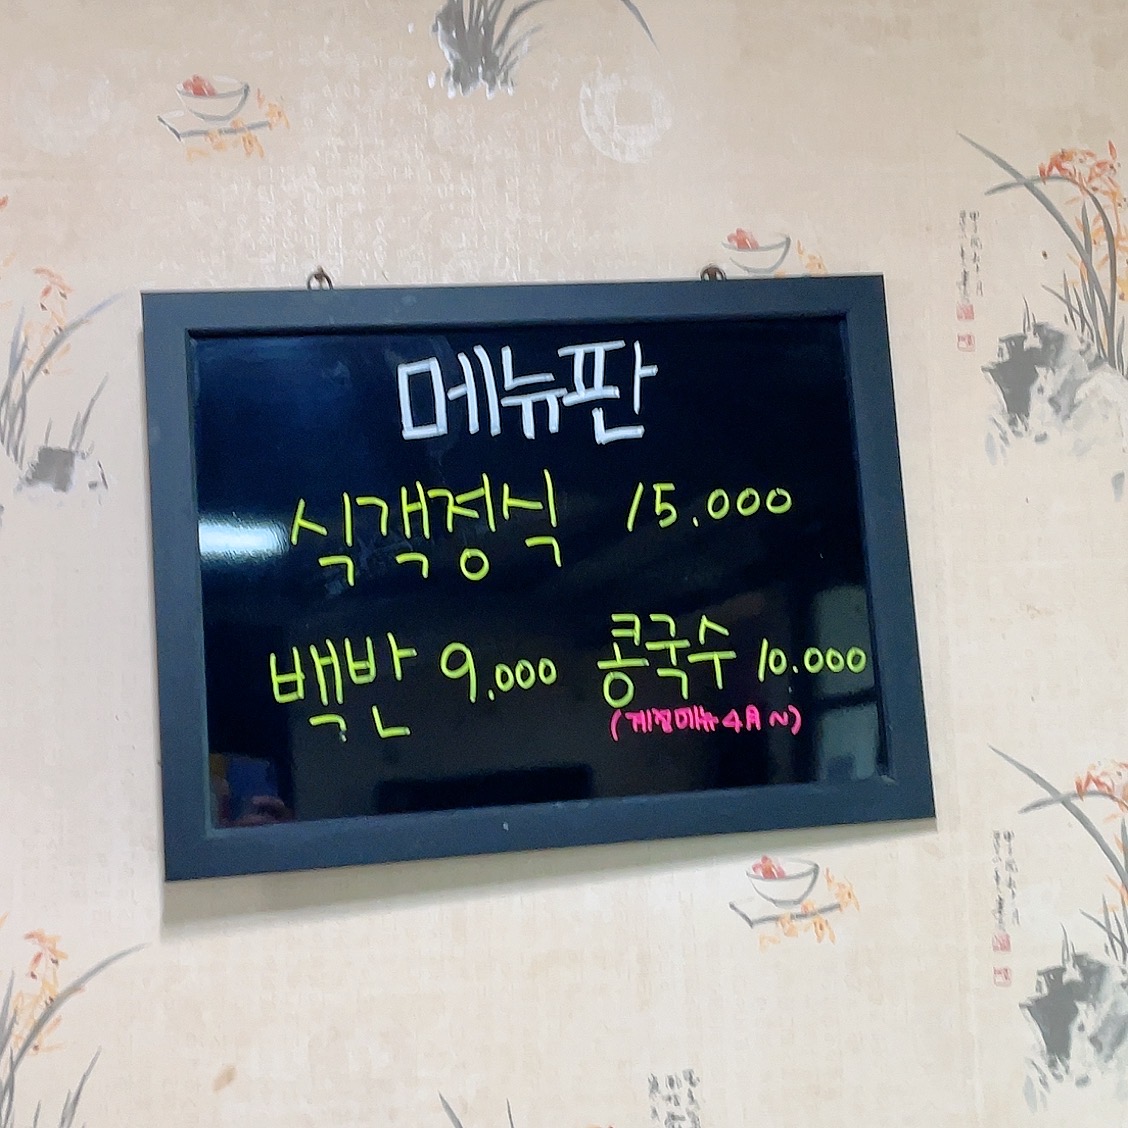 메뉴판
식객정식 15.000
백반 9.000 콩국수 10.000
(계절메뉴 4月~)